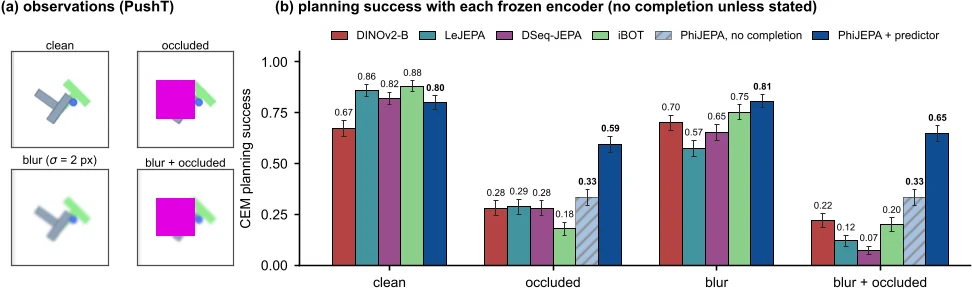 (a) observations (PushT)
(b) planning success with each frozen encoder (no completion unless stated)
clean
occluded
blur (σ = 2 px)
blur + occluded
DINOv2-B
LeJEPA
DSeq-JEPA
iBOT
PhiJEPA, no completion
PhiJEPA + predictor
CEM planning success
1.00
0.75
0.50
0.25
0.00
0.67
0.86
0.82
0.88
0.80
0.28
0.29
0.28
0.18
0.33
0.59
0.70
0.57
0.65
0.75
0.81
0.22
0.12
0.07
0.20
0.33
0.65
clean
occluded
blur
blur + occluded